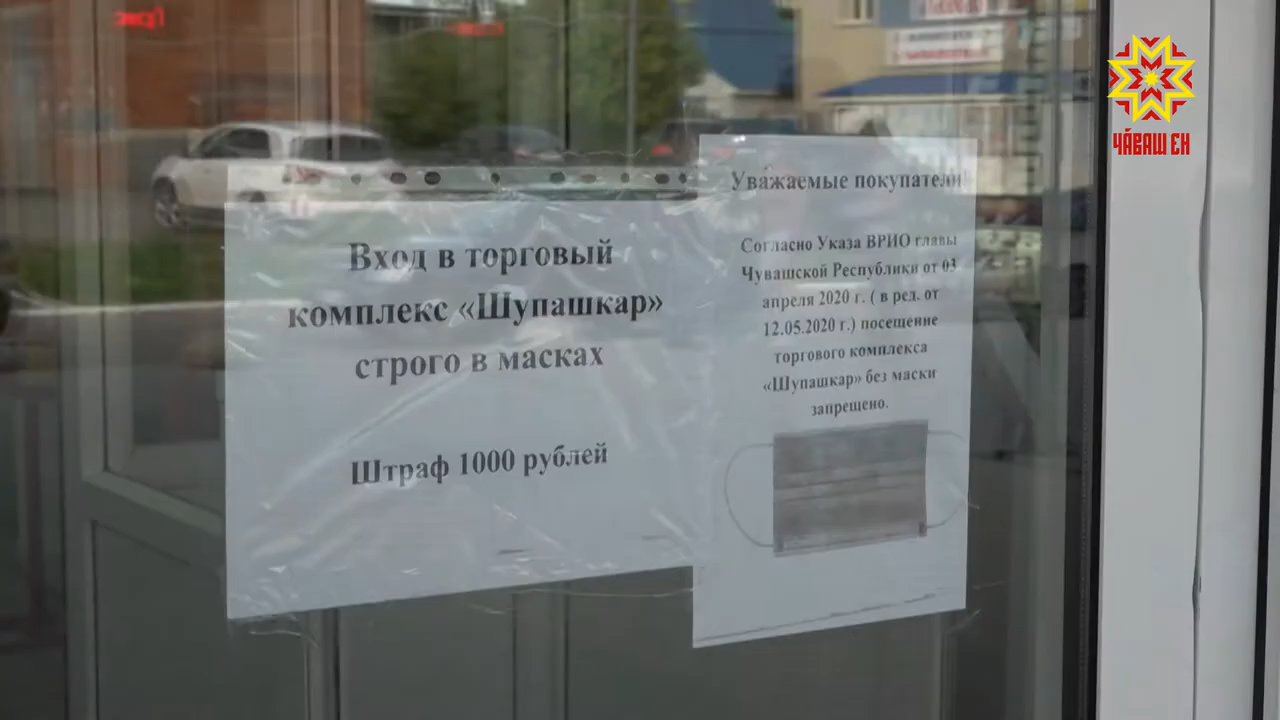 Вход в торговый
комплекс «Шупашкар»
строго в масках
Штраф 1000 рублей
Уважаемые покупатели!
Согласно Указа ВРИО главы
Чувашской Республики от 03
апреля 2020 г. ( в ред. от
12.05.2020 г.) посещение
торгового комплекса
«Шупашкар» без маски
запрещено.
ЧӐВАШ ЕН